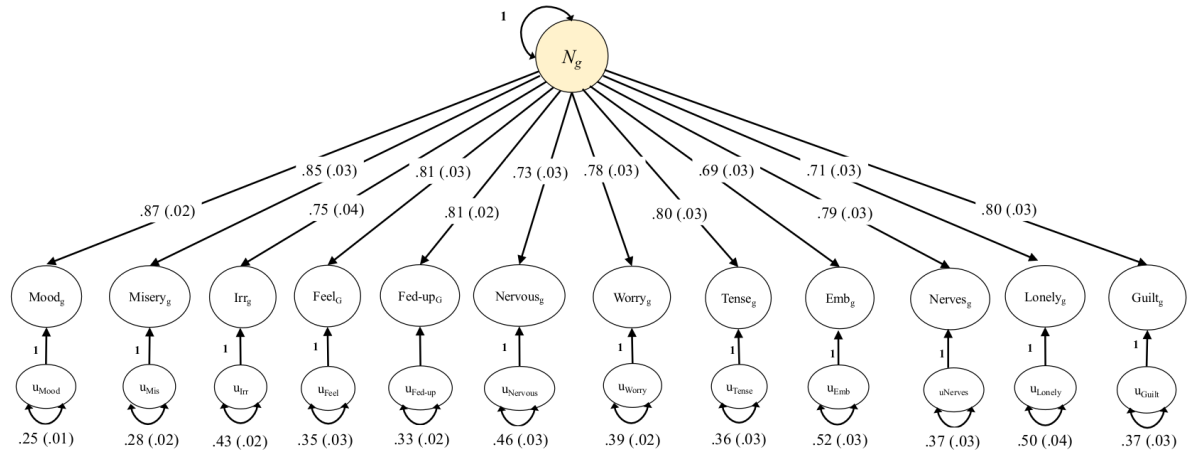 1
N_g
.85 (.03)
.81 (.03)
.73 (.03)
.78 (.03)
.69 (.03)
.71 (.03)
.87 (.02)
.75 (.04)
.81 (.02)
.80 (.03)
.79 (.03)
.80 (.03)
Mood_g
Misery_g
Irr_g
Feel_G
Fed-up_G
Nervous_g
Worry_g
Tense_g
Emb_g
Nerves_g
Lonely_g
Guilt_g
1
1
1
1
1
1
1
1
1
1
1
u_Mood
u_Mis
u_Irr
u_Feel
u_Fed-up
u_Nervous
u_Worry
u_Tense
u_Emb
uNerves
u_Lonely
u_Guilt
.25 (.01)
.28 (.02)
.43 (.02)
.35 (.03)
.33 (.02)
.46 (.03)
.39 (.02)
.36 (.03)
.52 (.03)
.37 (.03)
.50 (.04)
.37 (.03)